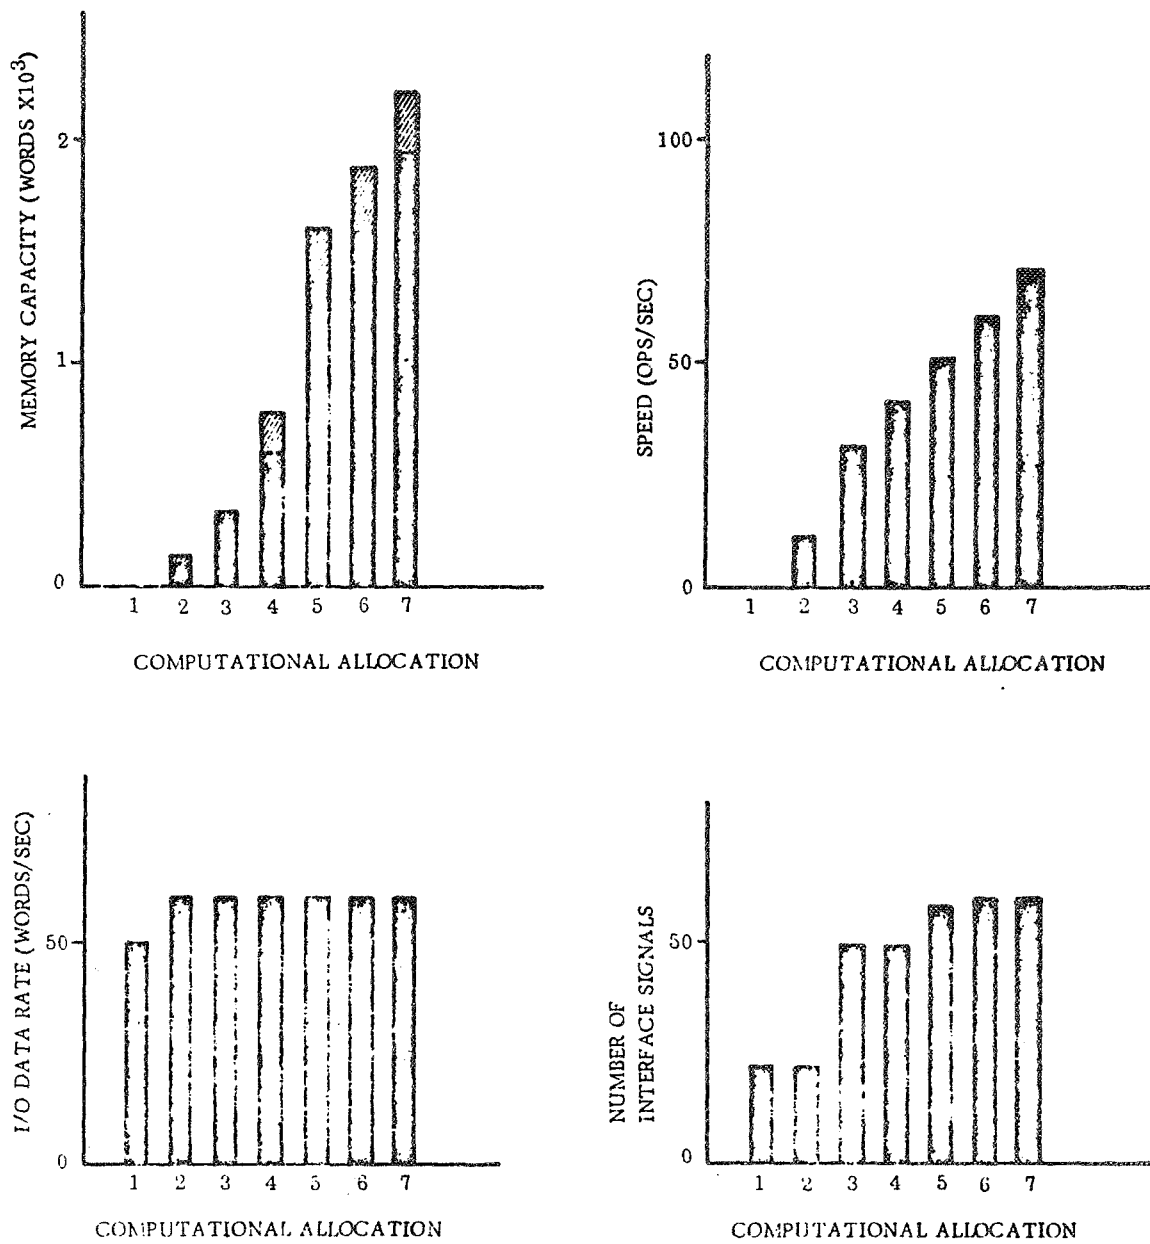 MEMORY CAPACITY (WORDS X10³)
2
1
0
1 2 3 4 5 6 7
COMPUTATIONAL ALLOCATION
SPEED (OPS/SEC)
100
50
0
1 2 3 4 5 6 7
COMPUTATIONAL ALLOCATION
I/O DATA RATE (WORDS/SEC)
50
0
1 2 3 4 5 6 7
COMPUTATIONAL ALLOCATION
NUMBER OF
INTERFACE SIGNALS
50
0
1 2 3 4 5 6 7
COMPUTATIONAL ALLOCATION